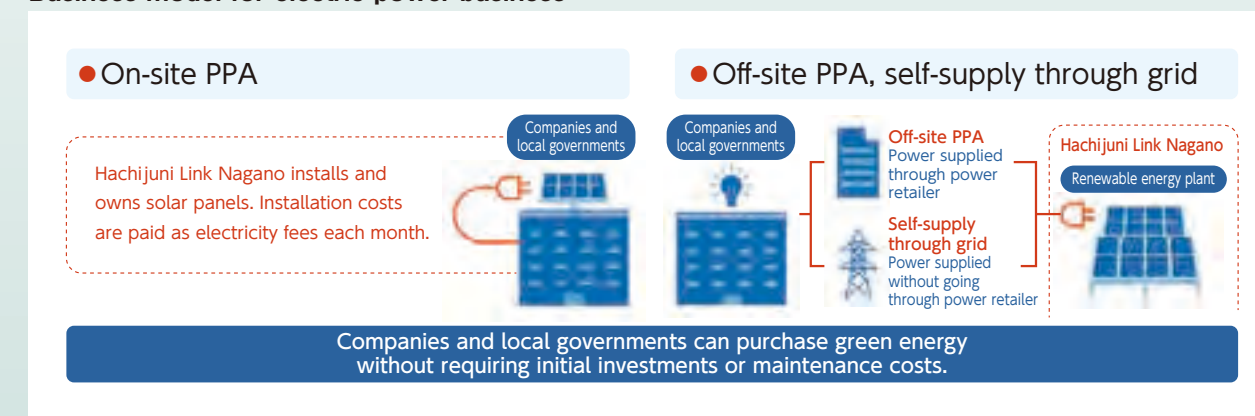 Business model for electric power business
● On-site PPA
Companies and
local governments
Hachijuni Link Nagano installs and
owns solar panels. Installation costs
are paid as electricity fees each month.
● Off-site PPA, self-supply through grid
Companies and
local governments
Off-site PPA
Power supplied
through power
retailer
Self-supply
through grid
Power supplied
without going
through power retailer
Hachijuni Link Nagano
Renewable energy plant
Companies and local governments can purchase green energy
without requiring initial investments or maintenance costs.